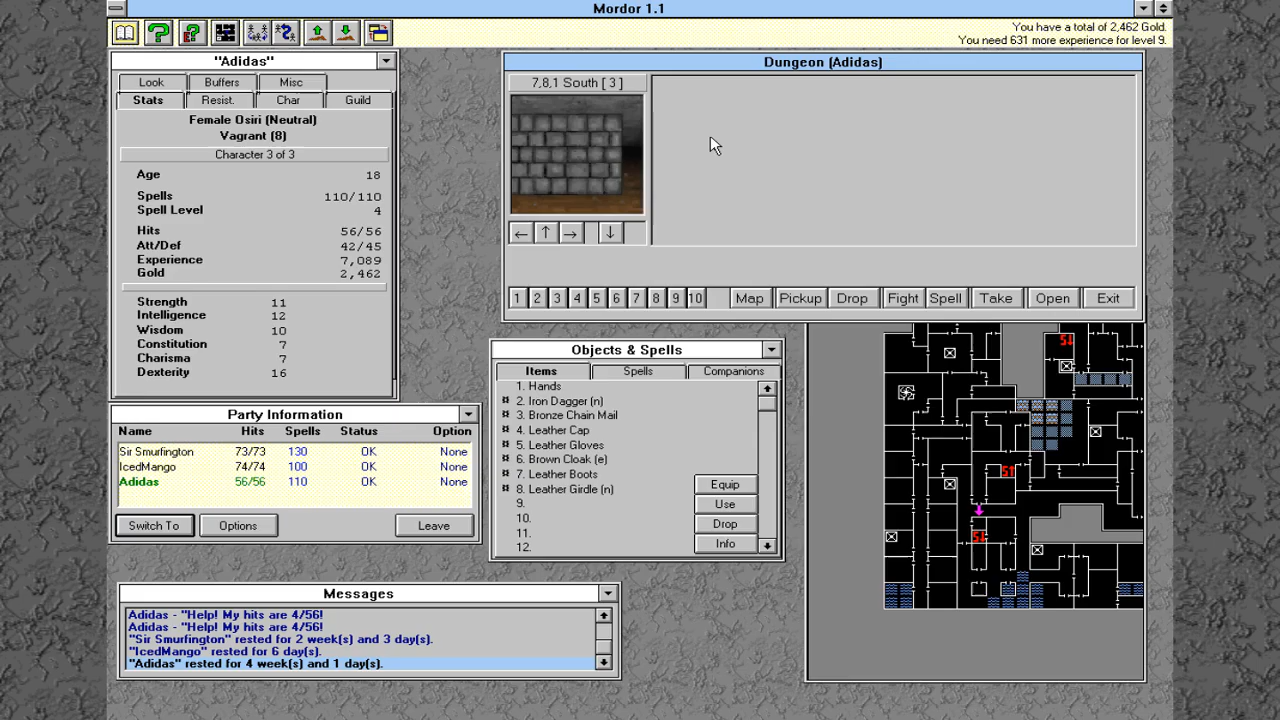 Mordor 1.1
You have a total of 2,462 Gold.
You need 631 more experience for level 9.
"Adidas"
Look Buffers Misc
Stats Resist. Char Guild
Female Osiri (Neutral)
Vagrant (8)
Character 3 of 3
Age 18
Spells 110/110
Spell Level 4
Hits 56/56
Att/Def 42/45
Experience 7,089
Gold 2,462
Strength 11
Intelligence 12
Wisdom 10
Constitution 7
Charisma 7
Dexterity 16
Dungeon (Adidas)
7,8,1 South [ 3 ]
1 2 3 4 5 6 7 8 9 10 Map Pickup Drop Fight Spell Take Open Exit
Objects & Spells
Items Spells Companions
1. Hands
2. Iron Dagger (n)
3. Bronze Chain Mail
4. Leather Cap
5. Leather Gloves
6. Brown Cloak (e)
7. Leather Boots
8. Leather Girdle (n)
9.
10.
11.
12.
Equip
Use
Drop
Info
Party Information
Name Hits Spells Status Option
Sir Smurfington 73/73 130 OK None
IcedMango 74/74 100 OK None
Adidas 56/56 110 OK None
Switch To Options Leave
Messages
Adidas - "Help! My hits are 4/56!
Adidas - "Help! My hits are 4/56!
"Sir Smurfington" rested for 2 week(s) and 3 day(s).
"IcedMango" rested for 6 day(s).
"Adidas" rested for 4 week(s) and 1 day(s).